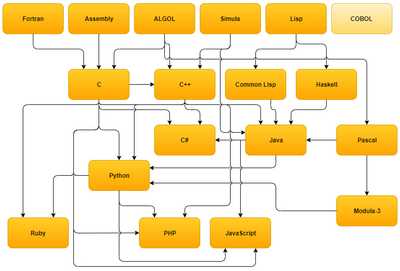 Fortran
Assembly
ALGOL
Simula
Lisp
COBOL
C
C++
Common Lisp
Haskell
C#
Java
Pascal
Python
Modula-3
Ruby
PHP
JavaScript